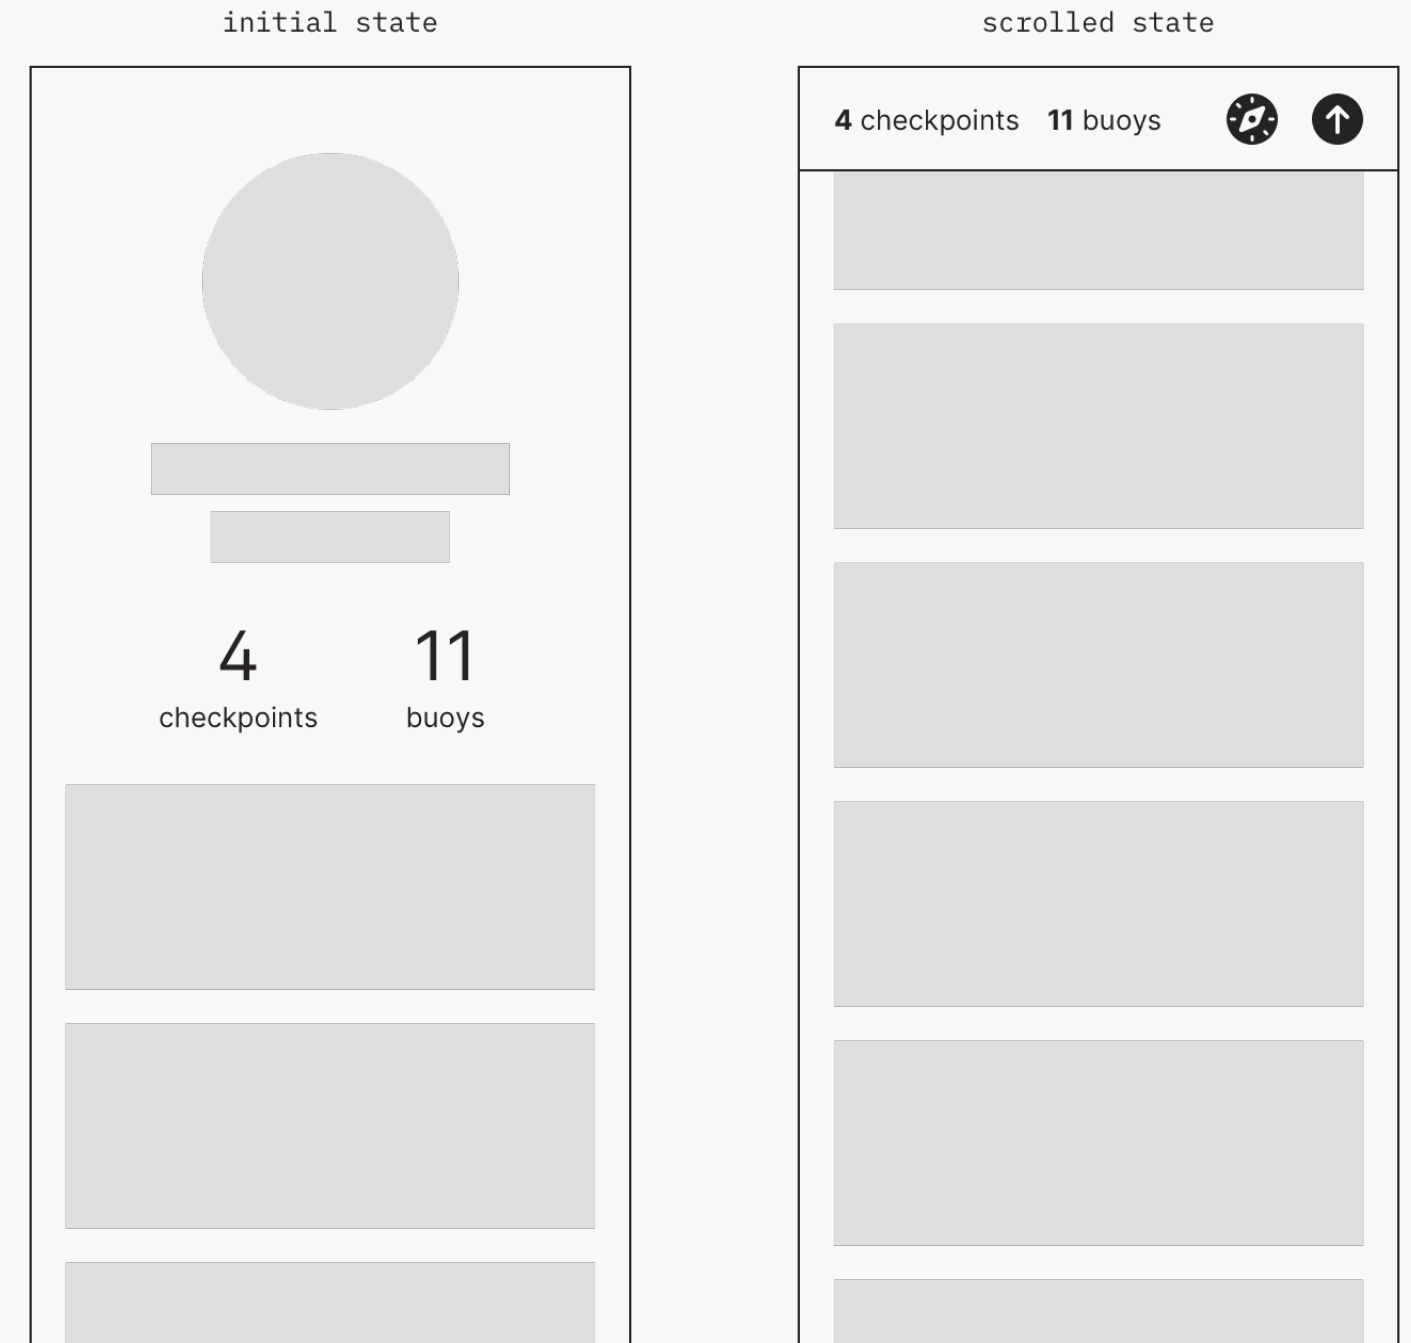 initial state
4
checkpoints
11
buoys
scrolled state
4 checkpoints 11 buoys